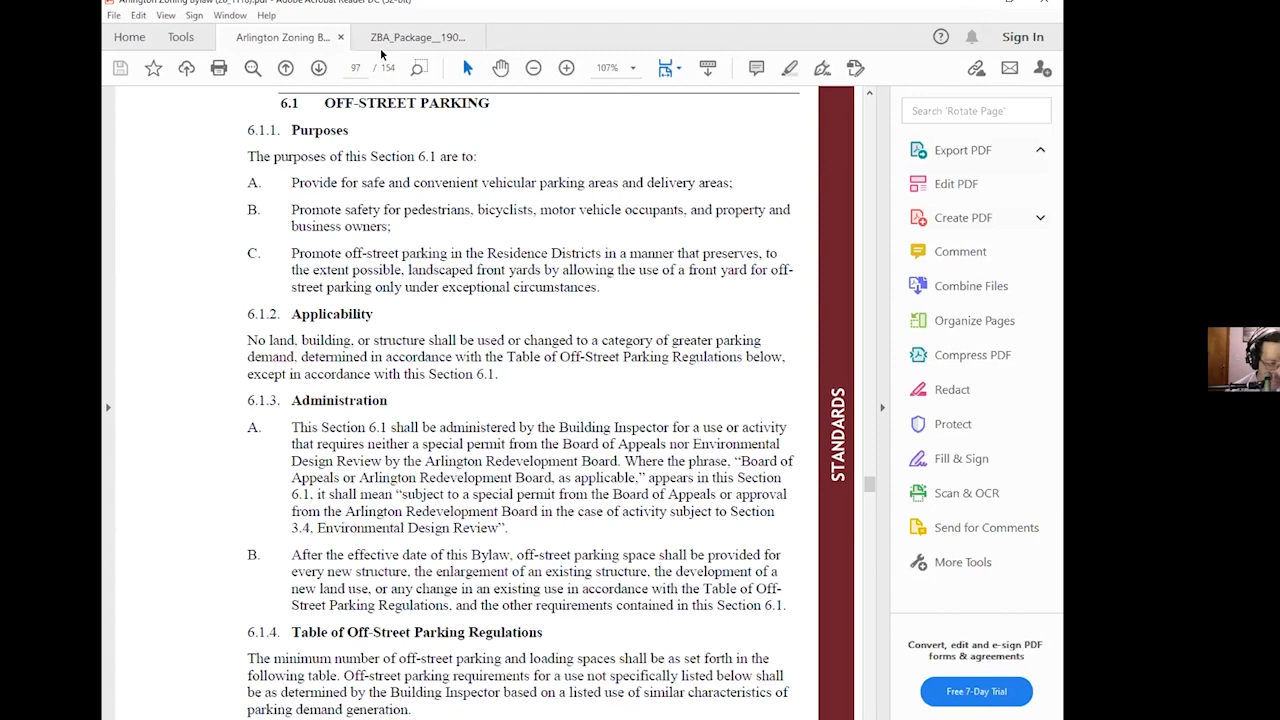 Arlington Zoning Bylaw (28_1118).pdf - Adobe Acrobat Reader DC (32-bit)
File Edit View Sign Window Help
Home Tools Arlington Zoning B... × ZBA_Package__190... Sign In
97 / 154 107%
6.1 OFF-STREET PARKING
6.1.1. Purposes
The purposes of this Section 6.1 are to:
A. Provide for safe and convenient vehicular parking areas and delivery areas;
B. Promote safety for pedestrians, bicyclists, motor vehicle occupants, and property and
business owners;
C. Promote off-street parking in the Residence Districts in a manner that preserves, to
the extent possible, landscaped front yards by allowing the use of a front yard for off-
street parking only under exceptional circumstances.
6.1.2. Applicability
No land, building, or structure shall be used or changed to a category of greater parking
demand, determined in accordance with the Table of Off-Street Parking Regulations below,
except in accordance with this Section 6.1.
6.1.3. Administration
A. This Section 6.1 shall be administered by the Building Inspector for a use or activity
that requires neither a special permit from the Board of Appeals nor Environmental
Design Review by the Arlington Redevelopment Board. Where the phrase, “Board of
Appeals or Arlington Redevelopment Board, as applicable,” appears in this Section
6.1, it shall mean “subject to a special permit from the Board of Appeals or approval
from the Arlington Redevelopment Board in the case of activity subject to Section
3.4, Environmental Design Review”.
B. After the effective date of this Bylaw, off-street parking space shall be provided for
every new structure, the enlargement of an existing structure, the development of a
new land use, or any change in an existing use in accordance with the Table of Off-
Street Parking Regulations, and the other requirements contained in this Section 6.1.
6.1.4. Table of Off-Street Parking Regulations
The minimum number of off-street parking and loading spaces shall be as set forth in the
following table. Off-street parking requirements for a use not specifically listed below shall
be as determined by the Building Inspector based on a listed use of similar characteristics of
parking demand generation.
STANDARDS
Search 'Rotate Page'
Export PDF
Edit PDF
Create PDF
Comment
Combine Files
Organize Pages
Compress PDF
Redact
Protect
Fill & Sign
Scan & OCR
Send for Comments
More Tools
Convert, edit and e-sign PDF
forms & agreements
Free 7-Day Trial